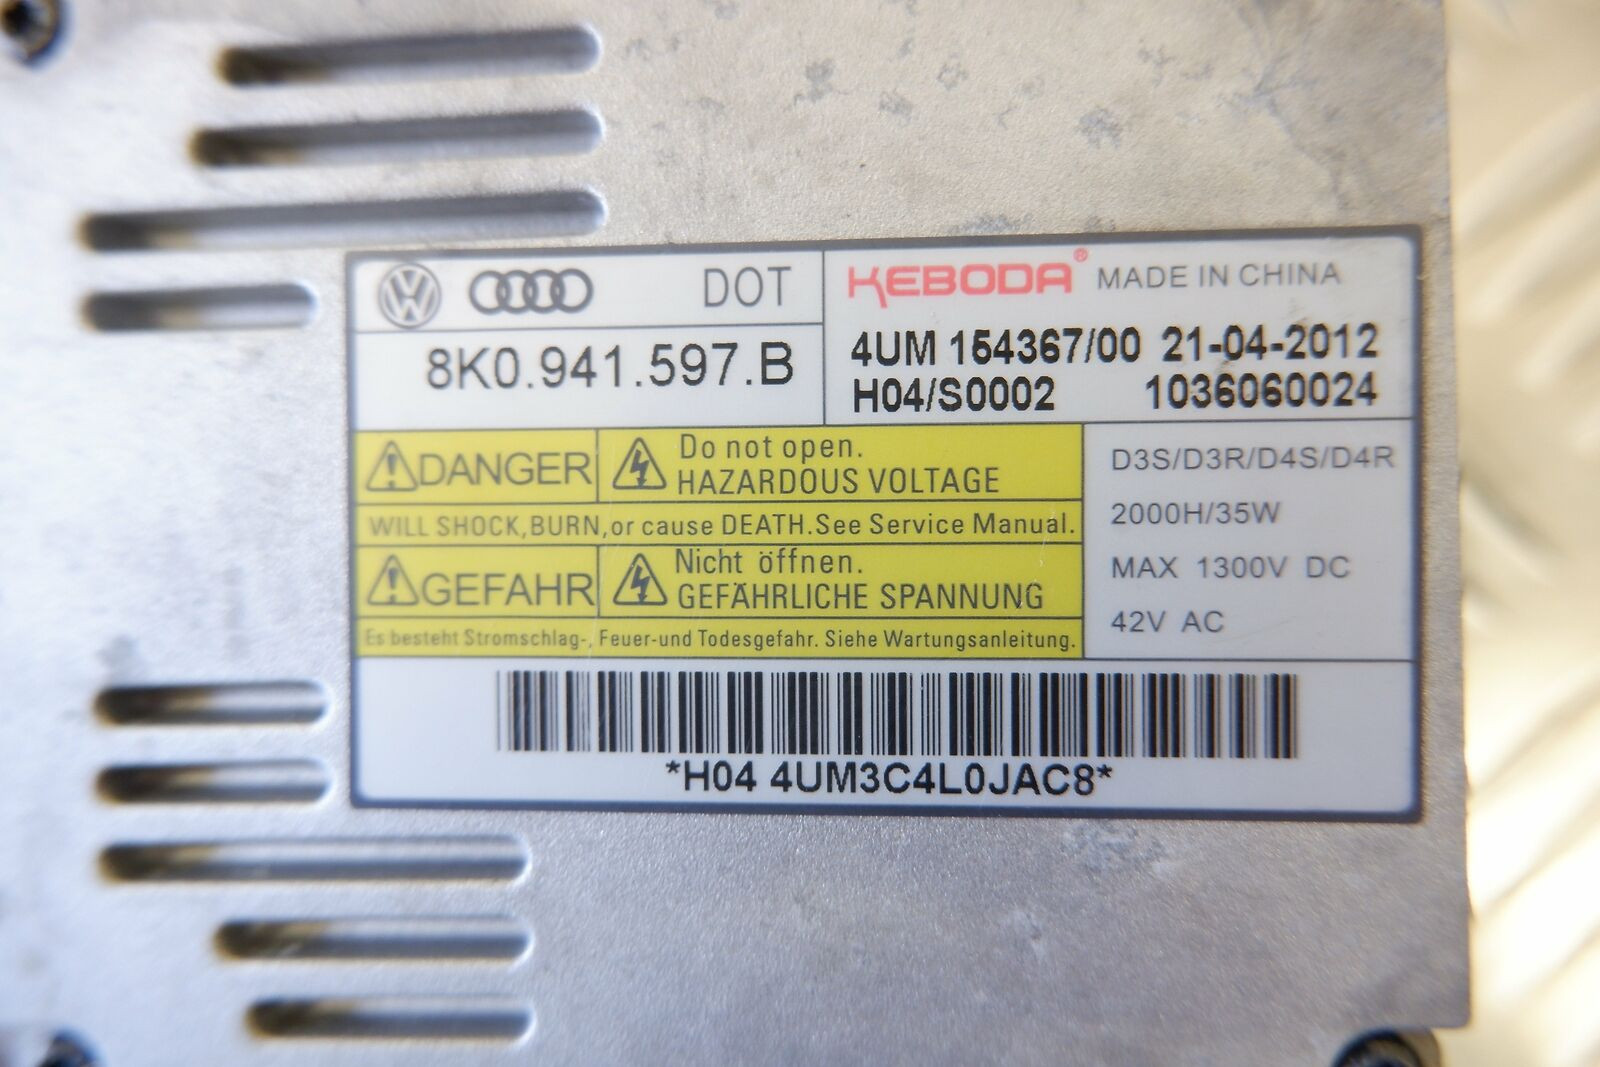 DOT
8K0.941.597.B
KEBODA® MADE IN CHINA
4UM 154367/00 21-04-2012
H04/S0002 1036060024
DANGER
Do not open.
HAZARDOUS VOLTAGE
WILL SHOCK,BURN,or cause DEATH.See Service Manual.
GEFAHR
Nicht öffnen.
GEFÄHRLICHE SPANNUNG
Es besteht Stromschlag-, Feuer-und Todesgefahr. Siehe Wartungsanleitung.
D3S/D3R/D4S/D4R
2000H/35W
MAX 1300V DC
42V AC
*H04 4UM3C4L0JAC8*